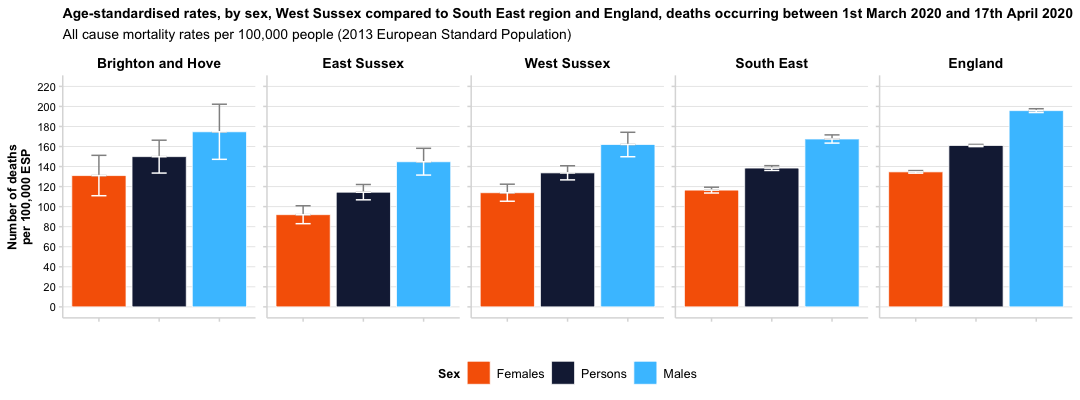 Age-standardised rates, by sex, West Sussex compared to South East region and England, deaths occurring between 1st March 2020 and 17th April 2020
All cause mortality rates per 100,000 people (2013 European Standard Population)
Brighton and Hove
East Sussex
West Sussex
South East
England
Number of deaths
per 100,000 ESP
220
200
180
160
140
120
100
80
60
40
20
0
Sex Females Persons Males